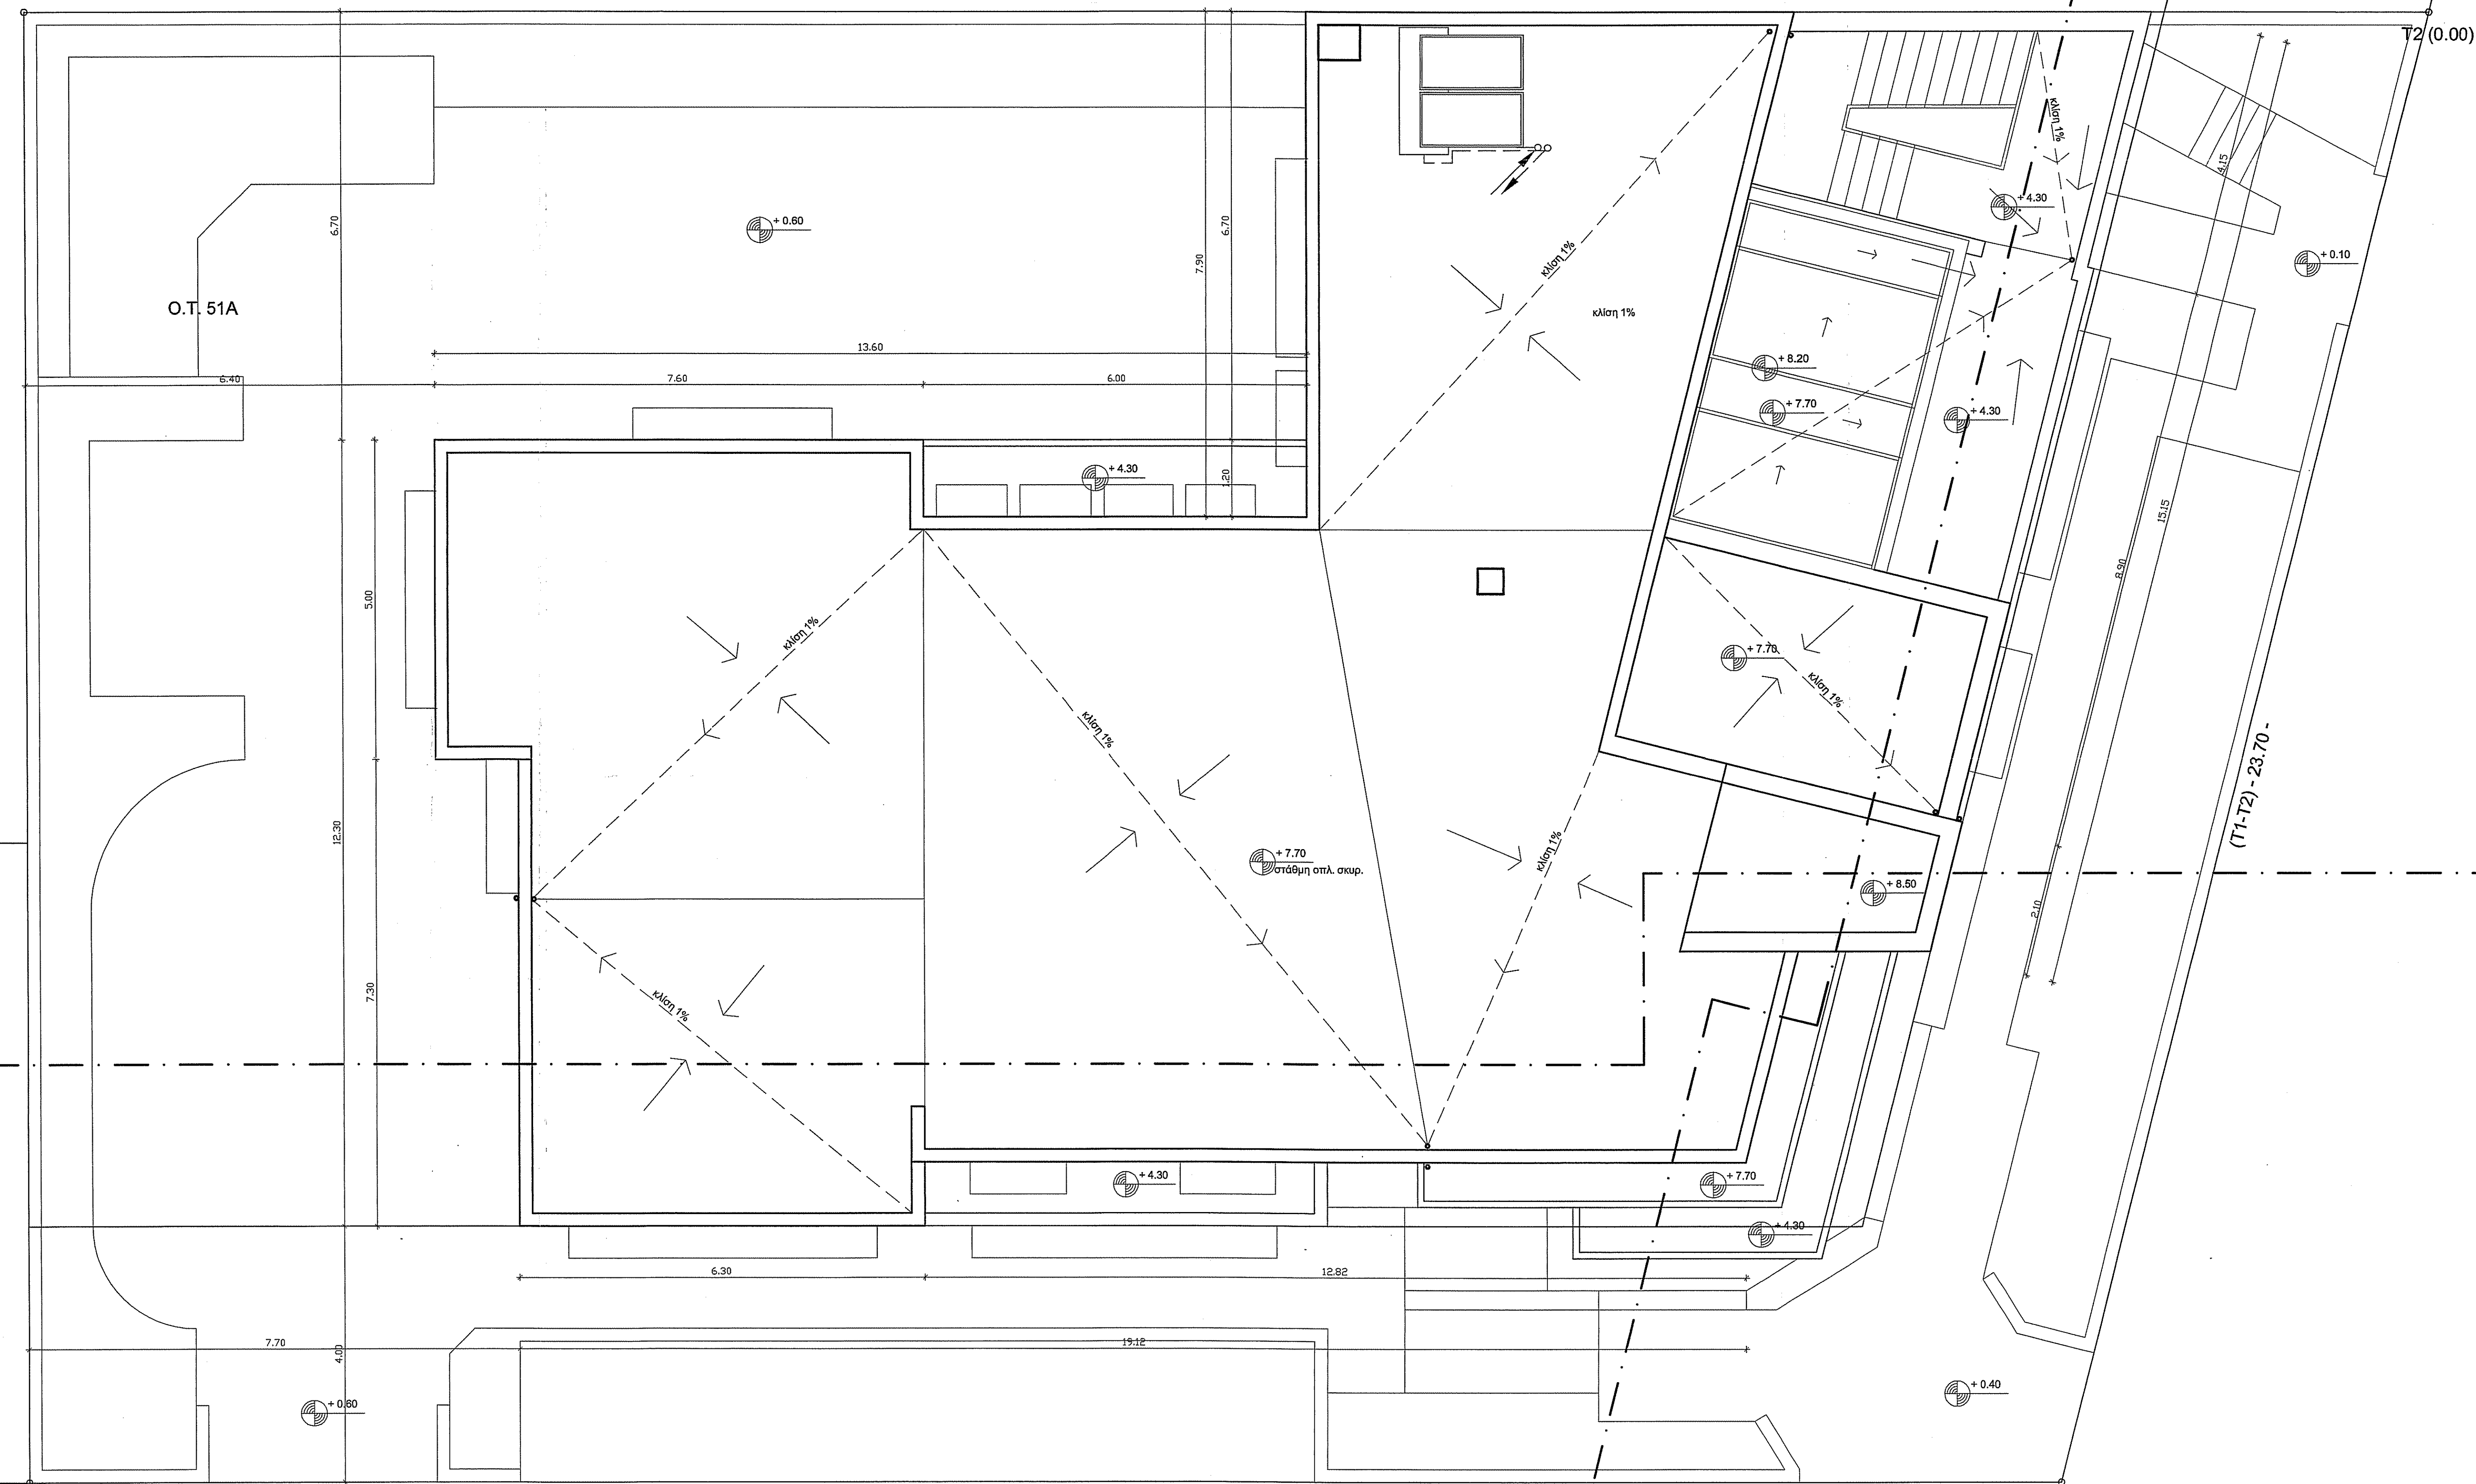 T2 (0.00)
κλίση 1%
4.15
+ 4.30
+ 0.60
6.70
6.70
7.90
κλίση 1%
+ 0.10
Ο.Τ. 51Α
κλίση 1%
13.60
6.40
7.60
6.00
+ 8.20
+ 7.70
+ 4.30
+ 4.30
1.20
15.15
8.90
5.00
κλίση 1%
+ 7.70
κλίση 1%
κλίση 1%
(T1-T2) - 23.70 -
12.30
κλίση 1%
+ 7.70
στάθμη οπλ. σκυρ.
+ 8.50
2.10
7.30
κλίση 1%
+ 4.30
+ 7.70
+ 4.30
6.30
12.82
7.70
4.00
19.12
+ 0.60
+ 0.40